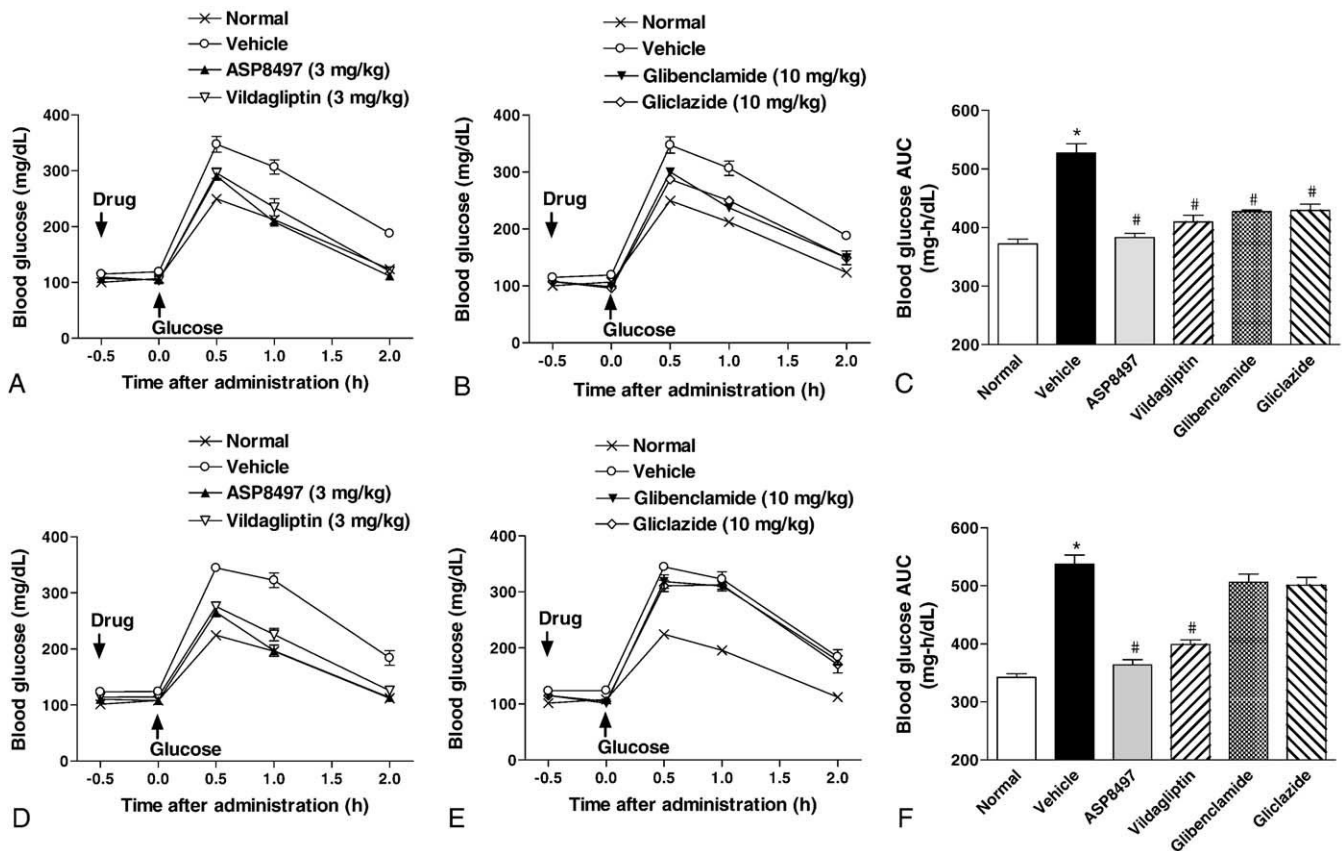 Normal
Vehicle
ASP8497 (3 mg/kg)
Vildagliptin (3 mg/kg)
Blood glucose (mg/dL)
400
300
200
100
0
Drug
Glucose
-0.5 0.0 0.5 1.0 1.5 2.0
Time after administration (h)
A
Normal
Vehicle
Glibenclamide (10 mg/kg)
Gliclazide (10 mg/kg)
Blood glucose (mg/dL)
400
300
200
100
0
Drug
Glucose
-0.5 0.0 0.5 1.0 1.5 2.0
Time after administration (h)
B
Blood glucose AUC
(mg-h/dL)
600
500
400
300
200
*
#
#
#
#
Normal
Vehicle
ASP8497
Vildagliptin
Glibenclamide
Gliclazide
C
Normal
Vehicle
ASP8497 (3 mg/kg)
Vildagliptin (3 mg/kg)
Blood glucose (mg/dL)
400
300
200
100
0
Drug
Glucose
-0.5 0.0 0.5 1.0 1.5 2.0
Time after administration (h)
D
Normal
Vehicle
Glibenclamide (10 mg/kg)
Gliclazide (10 mg/kg)
Blood glucose (mg/dL)
400
300
200
100
0
Drug
Glucose
-0.5 0.0 0.5 1.0 1.5 2.0
Time after administration (h)
E
Blood glucose AUC
(mg-h/dL)
600
500
400
300
200
*
#
#
Normal
Vehicle
ASP8497
Vildagliptin
Glibenclamide
Gliclazide
F